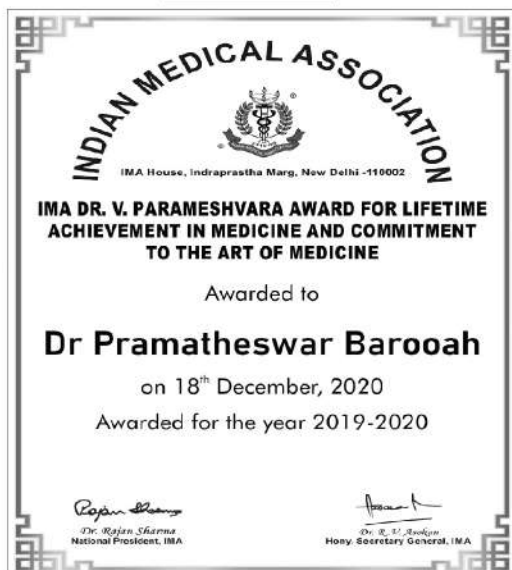 INDIAN MEDICAL ASSOCIATION
IMA House, Indraprastha Marg, New Delhi -110002
IMA DR. V. PARAMESHVARA AWARD FOR LIFETIME
ACHIEVEMENT IN MEDICINE AND COMMITMENT
TO THE ART OF MEDICINE
Awarded to
Dr Pramatheswar Barooah
on 18th December, 2020
Awarded for the year 2019-2020
Rajan Sharma
Dr. Rajan Sharma
National President, IMA
Dr. R. V. Asokan
Hony. Secretary General, IMA